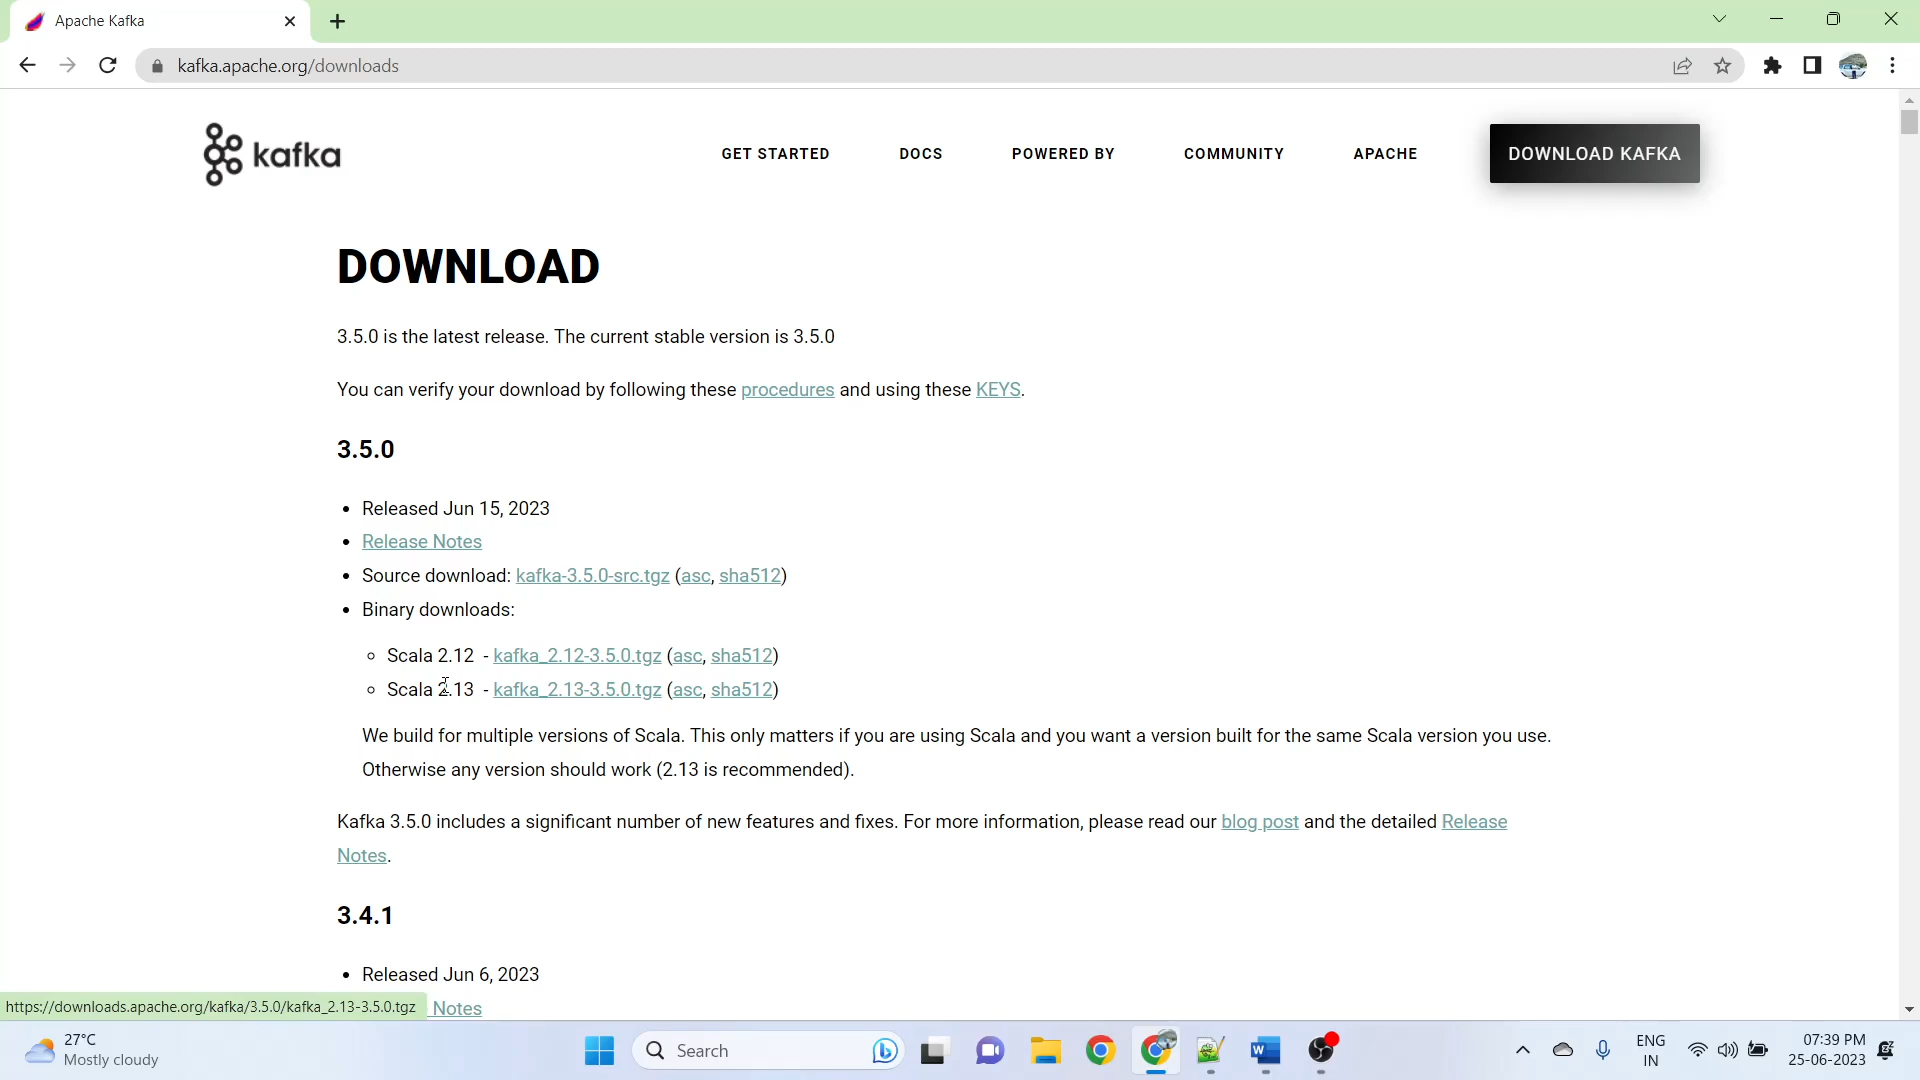 Apache Kafka
kafka.apache.org/downloads
kafka
GET STARTED
DOCS
POWERED BY
COMMUNITY
APACHE
DOWNLOAD KAFKA
DOWNLOAD
3.5.0 is the latest release. The current stable version is 3.5.0
You can verify your download by following these procedures and using these KEYS.
3.5.0
Released Jun 15, 2023
Release Notes
Source download: kafka-3.5.0-src.tgz (asc, sha512)
Binary downloads:
Scala 2.12 - kafka_2.12-3.5.0.tgz (asc, sha512)
Scala 2.13 - kafka_2.13-3.5.0.tgz (asc, sha512)
We build for multiple versions of Scala. This only matters if you are using Scala and you want a version built for the same Scala version you use.
Otherwise any version should work (2.13 is recommended).
Kafka 3.5.0 includes a significant number of new features and fixes. For more information, please read our blog post and the detailed Release
Notes.
3.4.1
Released Jun 6, 2023
Notes
https://downloads.apache.org/kafka/3.5.0/kafka_2.13-3.5.0.tgz
27°C
Mostly cloudy
Search
ENG
IN
07:39 PM
25-06-2023